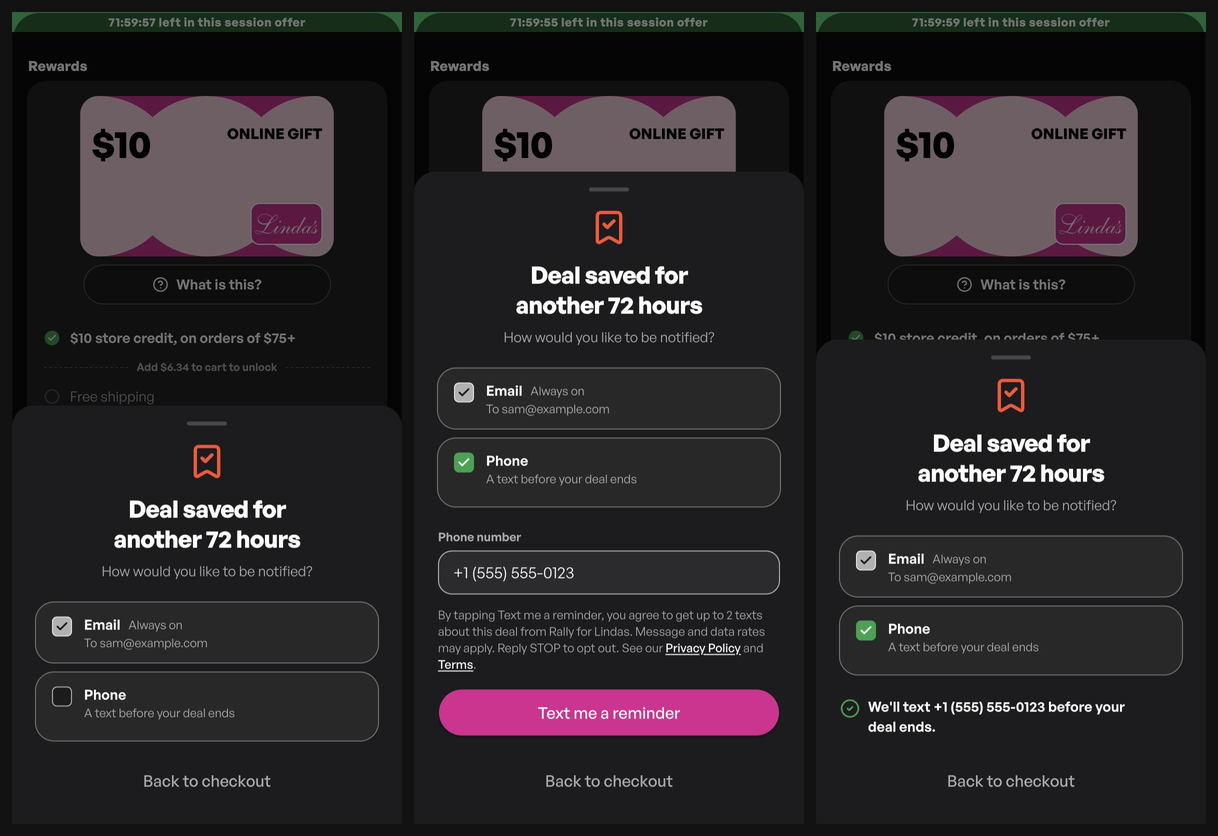 71:59:57 left in this session offer
Rewards
$10
ONLINE GIFT
Linda's
What is this?
$10 store credit, on orders of $75+
Add $6.34 to cart to unlock
Free shipping
Deal saved for
another 72 hours
How would you like to be notified?
Email Always on
To sam@example.com
Phone
A text before your deal ends
Back to checkout
71:59:55 left in this session offer
Rewards
$10
ONLINE GIFT
Deal saved for
another 72 hours
How would you like to be notified?
Email Always on
To sam@example.com
Phone
A text before your deal ends
Phone number
+1 (555) 555-0123
By tapping Text me a reminder, you agree to get up to 2 texts
about this deal from Rally for Lindas. Message and data rates
may apply. Reply STOP to opt out. See our Privacy Policy and
Terms.
Text me a reminder
Back to checkout
71:59:59 left in this session offer
Rewards
$10
ONLINE GIFT
Linda's
What is this?
$10 store credit, on orders of $75+
Deal saved for
another 72 hours
How would you like to be notified?
Email Always on
To sam@example.com
Phone
A text before your deal ends
We'll text +1 (555) 555-0123 before your
deal ends.
Back to checkout